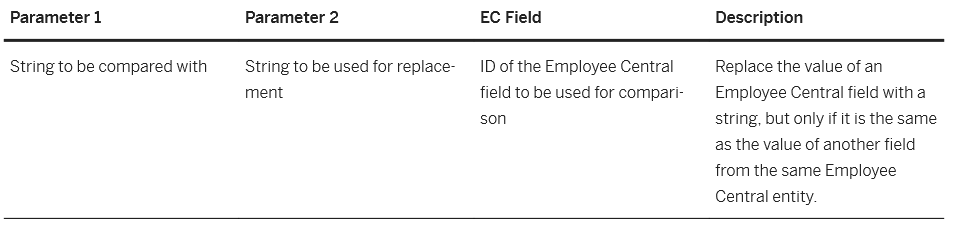 Parameter 1
Parameter 2
EC Field
Description
String to be compared with
String to be used for replace-
ment
ID of the Employee Central
field to be used for compari-
son
Replace the value of an
Employee Central field with a
string, but only if it is the same
as the value of another field
from the same Employee
Central entity.